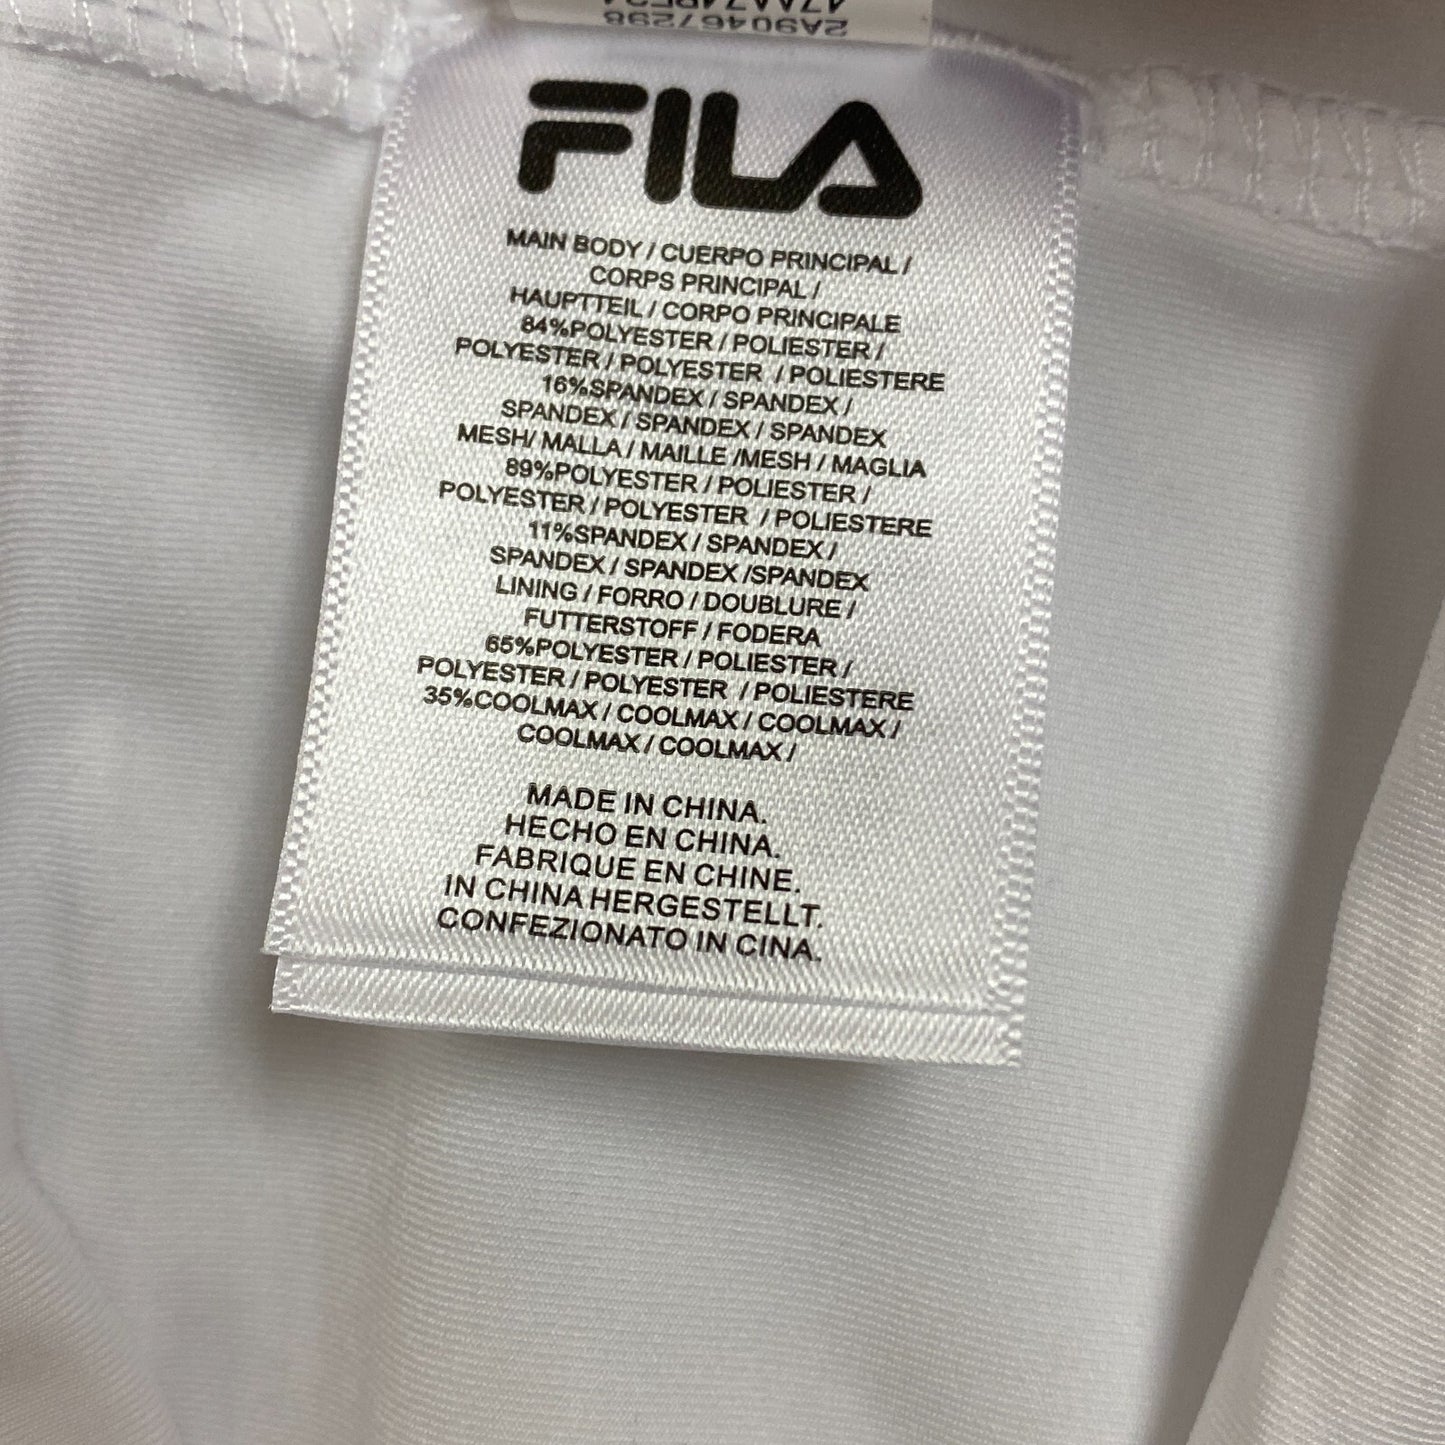 2A90467298
FILA
MAIN BODY / CUERPO PRINCIPAL /
CORPS PRINCIPAL /
HAUPTTEIL / CORPO PRINCIPALE
84%POLYESTER / POLIESTER /
POLYESTER / POLYESTER / POLIESTERE
16%SPANDEX / SPANDEX /
SPANDEX / SPANDEX / SPANDEX
MESH/ MALLA / MAILLE /MESH / MAGLIA
89%POLYESTER / POLIESTER /
POLYESTER / POLYESTER / POLIESTERE
11%SPANDEX / SPANDEX /
SPANDEX / SPANDEX /SPANDEX
LINING / FORRO / DOUBLURE /
FUTTERSTOFF / FODERA
65%POLYESTER / POLIESTER /
POLYESTER / POLYESTER / POLIESTERE
35%COOLMAX / COOLMAX / COOLMAX /
COOLMAX / COOLMAX /
MADE IN CHINA.
HECHO EN CHINA.
FABRIQUE EN CHINE.
IN CHINA HERGESTELLT.
CONFEZIONATO IN CINA.